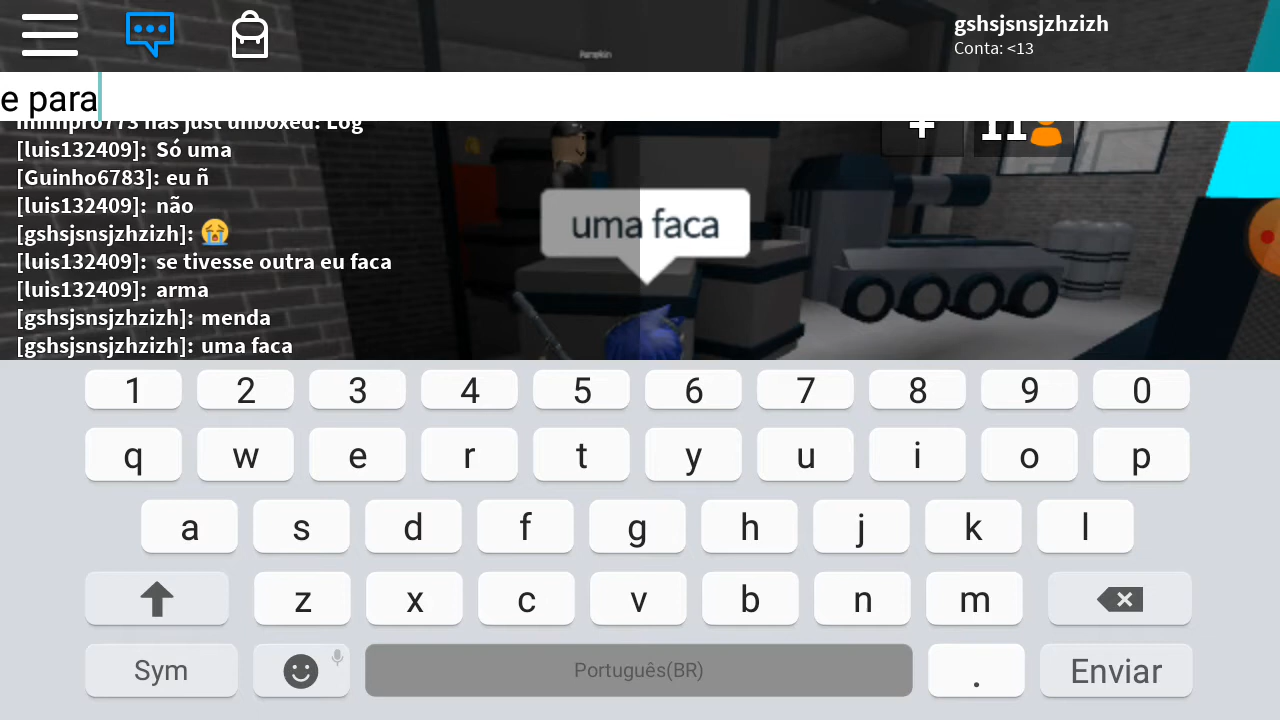 gshsjsnsjzhzizh
Conta: <13
Pumpkin
e para
minipro773 has just unboxed: Log
+ 11
[luis132409]: Só uma
[Guinho6783]: eu ñ
[luis132409]: não
[gshsjsnsjzhzizh]: 😭
[luis132409]: se tivesse outra eu faca
[luis132409]: arma
[gshsjsnsjzhzizh]: menda
[gshsjsnsjzhzizh]: uma faca
uma faca
1 2 3 4 5 6 7 8 9 0
q w e r t y u i o p
a s d f g h j k l
z x c v b n m
Sym Português(BR) . Enviar